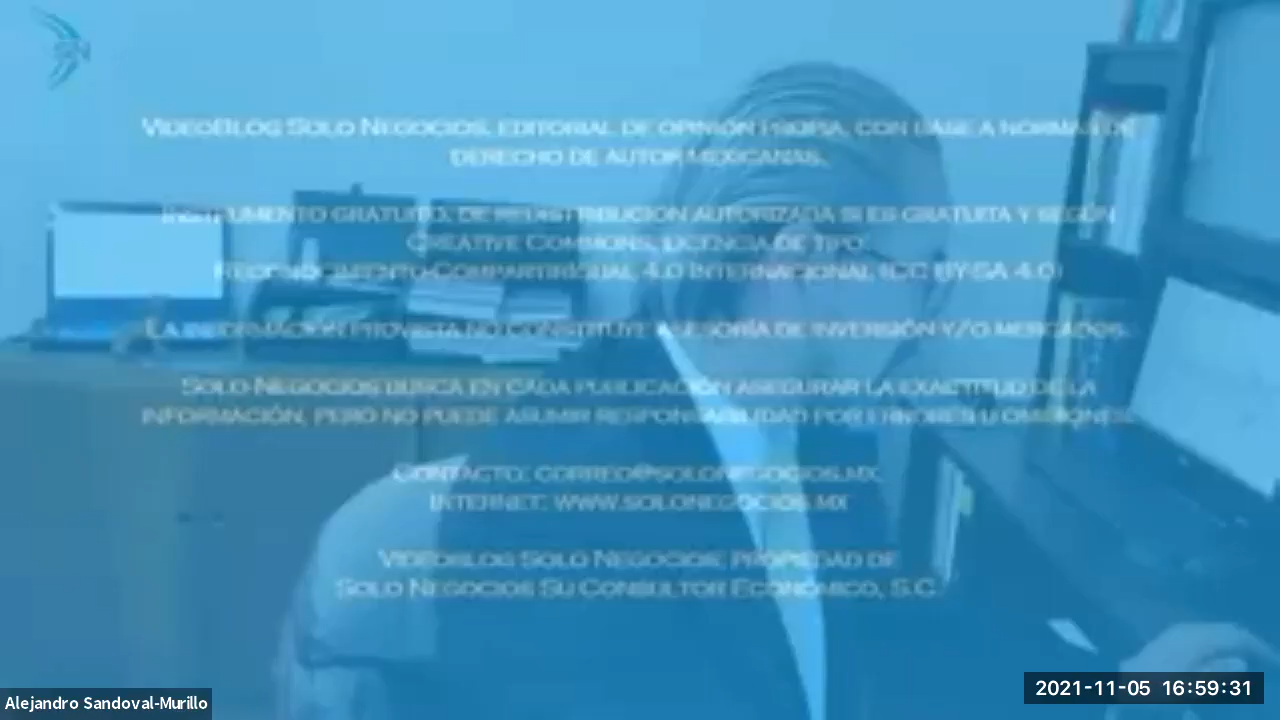 SN
VideoBlog Solo Negocios, editorial de opinión propia, con base a normas de
derecho de autor mexicanas.
Instrumento gratuito, de redistribución autorizada si es gratuita y según
Creative Commons, licencia de tipo:
Reconocimiento-CompartirIgual 4.0 Internacional (CC BY-SA 4.0)
La información provista no constituye asesoría de inversión y/o mercados.
Solo Negocios busca en cada publicación asegurar la exactitud de la
información, pero no puede asumir responsabilidad por errores u omisiones.
Contacto: correo@solonegocios.mx
Internet: www.solonegocios.mx
Videoblog Solo Negocios: propiedad de
Solo Negocios Su Consultor Económico, S.C.
Alejandro Sandoval-Murillo
2021-11-05 16:59:31